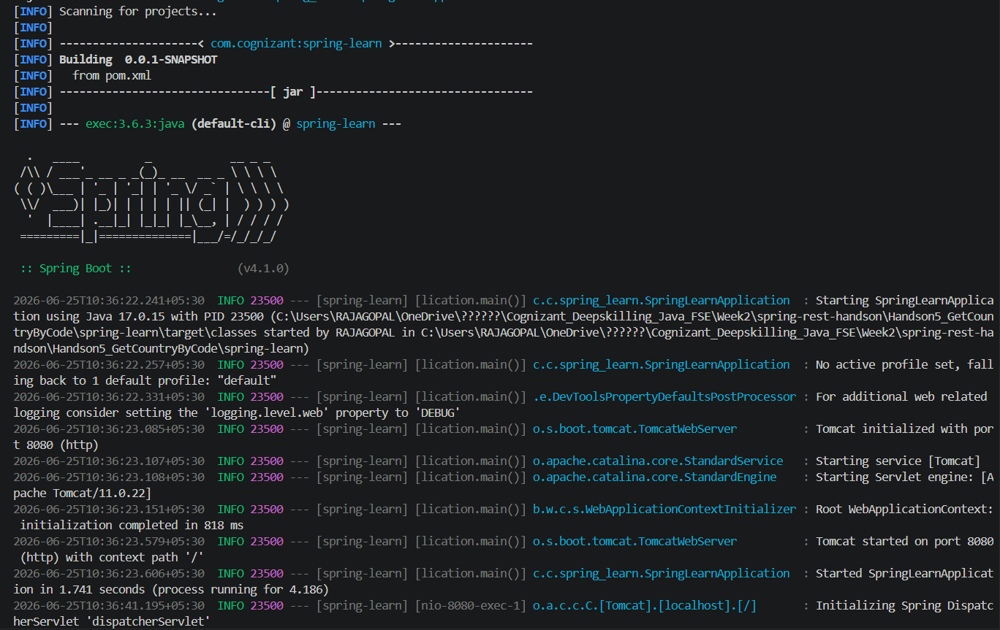 [INFO] Scanning for projects...
[INFO]
[INFO] ---------------------< com.cognizant:spring-learn >---------------------
[INFO] Building  0.0.1-SNAPSHOT
[INFO]   from pom.xml
[INFO] --------------------------------[ jar ]---------------------------------
[INFO]
[INFO] --- exec:3.6.3:java (default-cli) @ spring-learn ---
  .   ____          _            __ _ _
 /\\ / ___'_ __ _ _(_)_ __  __ _ \ \ \ \
( ( )\___ | '_ | '_| | '_ \/ _` | \ \ \ \
 \\/  ___)| |_)| | | | | || (_| |  ) ) ) )
  '  |____| .__|_| |_|_| |_\__, | / / / /
 =========|_|==============|___/=/_/_/_/
 :: Spring Boot ::                (v4.1.0)
2026-06-25T10:36:22.241+05:30  INFO 23500 --- [spring-learn] [lication.main()] c.c.spring_learn.SpringLearnApplication  : Starting SpringLearnApplica
tion using Java 17.0.15 with PID 23500 (C:\Users\RAJAGOPAL\OneDrive\??????\Cognizant_Deepskilling_Java_FSE\Week2\spring-rest-handson\Handson5_GetCoun
tryByCode\spring-learn\target\classes started by RAJAGOPAL in C:\Users\RAJAGOPAL\OneDrive\??????\Cognizant_Deepskilling_Java_FSE\Week2\spring-rest-ha
ndson\Handson5_GetCountryByCode\spring-learn)
2026-06-25T10:36:22.257+05:30  INFO 23500 --- [spring-learn] [lication.main()] c.c.spring_learn.SpringLearnApplication  : No active profile set, fall
ing back to 1 default profile: "default"
2026-06-25T10:36:22.331+05:30  INFO 23500 --- [spring-learn] [lication.main()] .e.DevToolsPropertyDefaultsPostProcessor : For additional web related
logging consider setting the 'logging.level.web' property to 'DEBUG'
2026-06-25T10:36:23.085+05:30  INFO 23500 --- [spring-learn] [lication.main()] o.s.boot.tomcat.TomcatWebServer          : Tomcat initialized with por
t 8080 (http)
2026-06-25T10:36:23.107+05:30  INFO 23500 --- [spring-learn] [lication.main()] o.apache.catalina.core.StandardService   : Starting service [Tomcat]
2026-06-25T10:36:23.108+05:30  INFO 23500 --- [spring-learn] [lication.main()] o.apache.catalina.core.StandardEngine    : Starting Servlet engine: [A
pache Tomcat/11.0.22]
2026-06-25T10:36:23.151+05:30  INFO 23500 --- [spring-learn] [lication.main()] b.w.c.s.WebApplicationContextInitializer : Root WebApplicationContext:
 initialization completed in 818 ms
2026-06-25T10:36:23.579+05:30  INFO 23500 --- [spring-learn] [lication.main()] o.s.boot.tomcat.TomcatWebServer          : Tomcat started on port 8080
 (http) with context path '/'
2026-06-25T10:36:23.606+05:30  INFO 23500 --- [spring-learn] [lication.main()] c.c.spring_learn.SpringLearnApplication  : Started SpringLearnApplicat
ion in 1.741 seconds (process running for 4.186)
2026-06-25T10:36:41.195+05:30  INFO 23500 --- [spring-learn] [nio-8080-exec-1] o.a.c.c.C.[Tomcat].[localhost].[/]       : Initializing Spring Dispatc
herServlet 'dispatcherServlet'